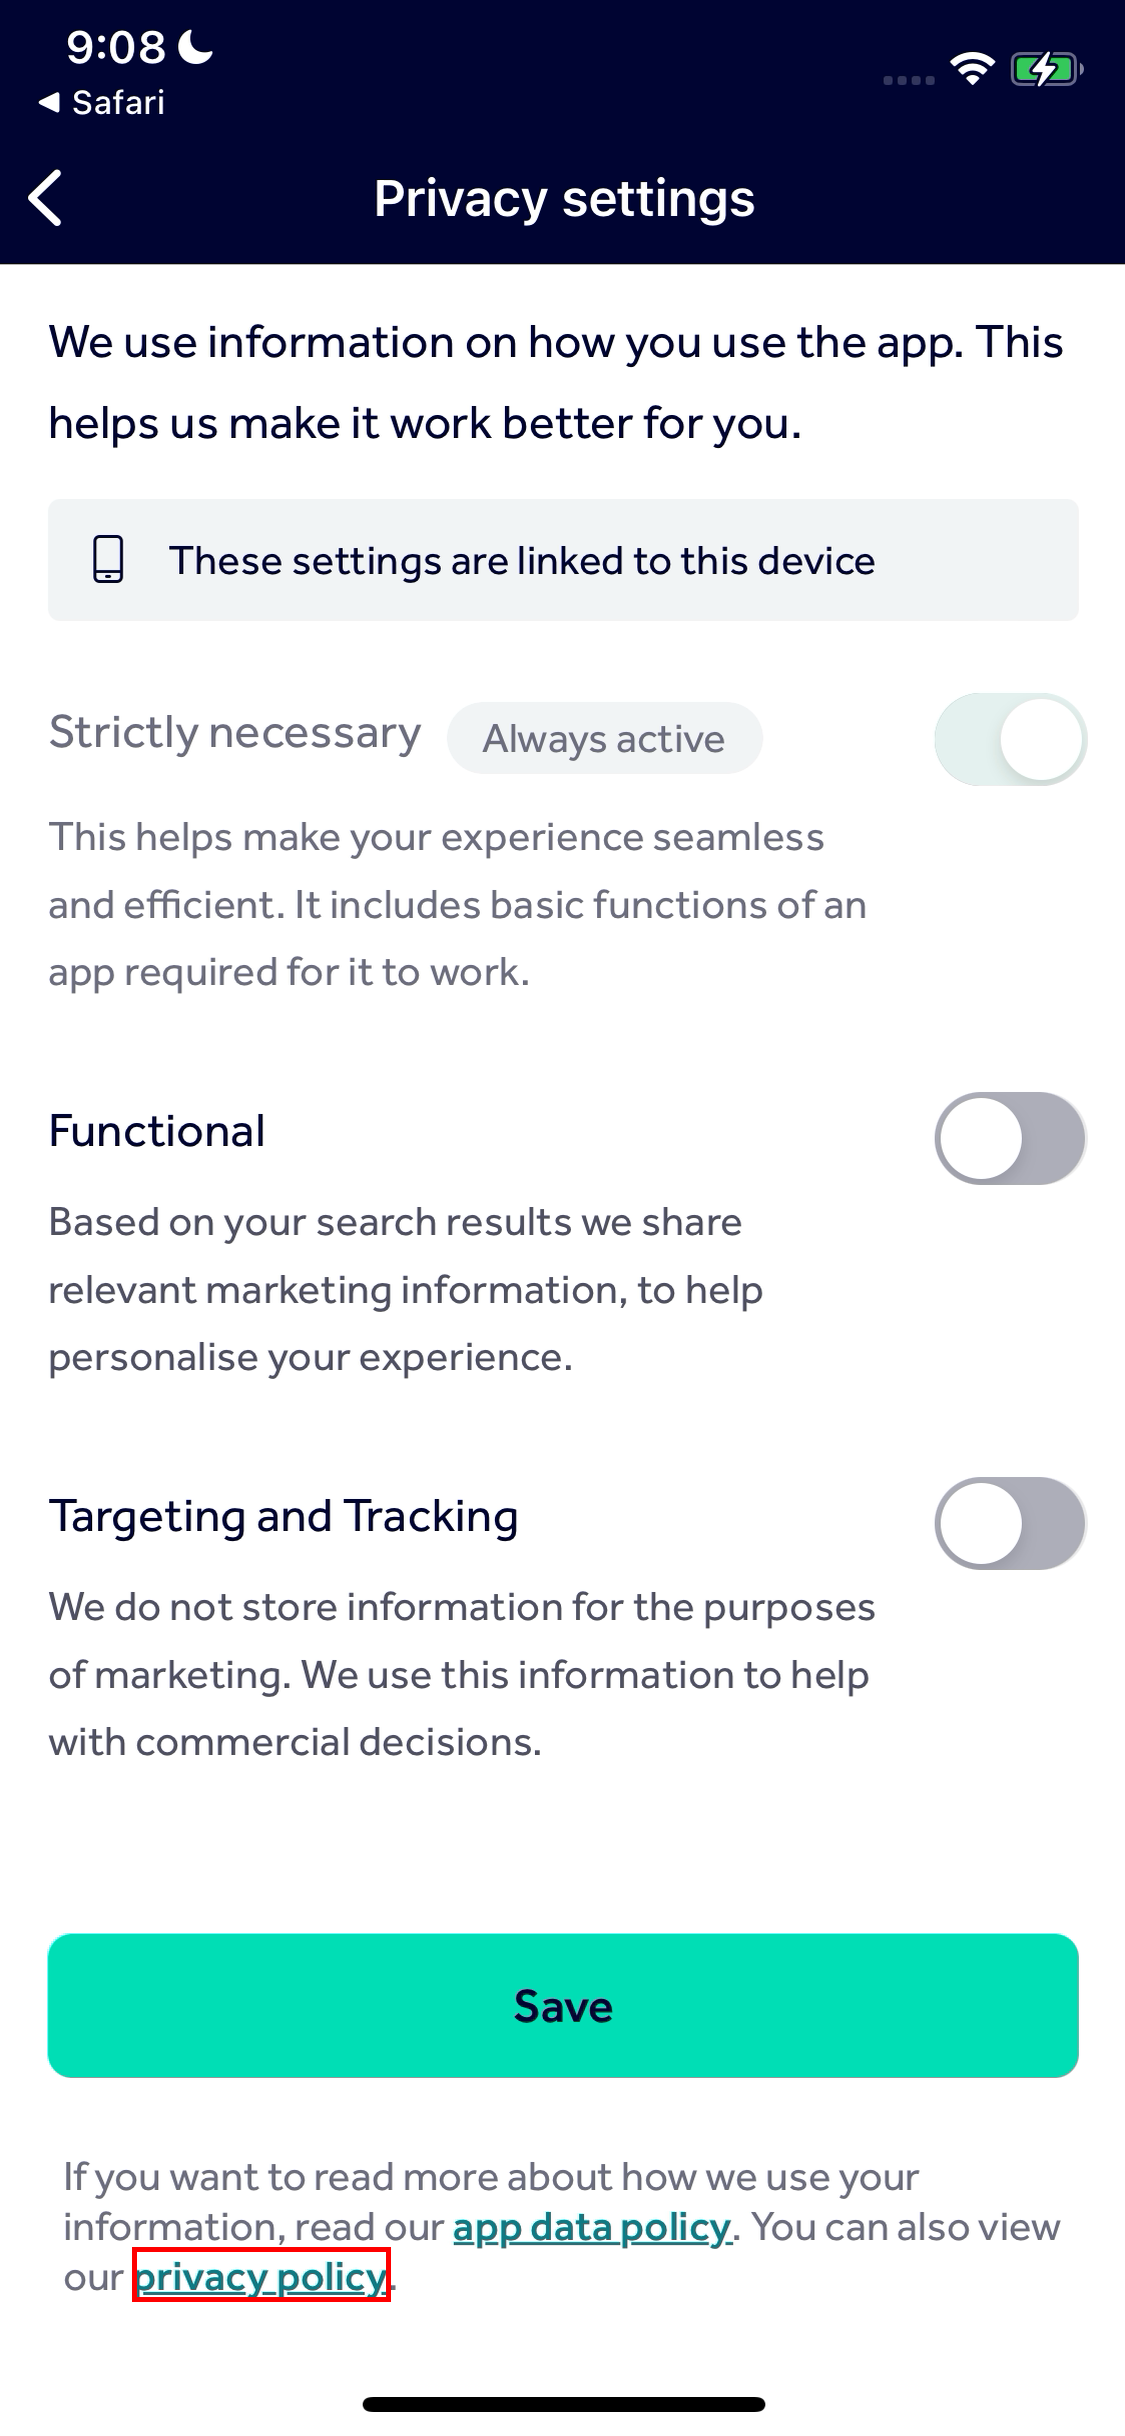 9:08
Safari
Privacy settings
We use information on how you use the app. This
helps us make it work better for you.
These settings are linked to this device
Strictly necessary Always active
This helps make your experience seamless
and efficient. It includes basic functions of an
app required for it to work.
Functional
Based on your search results we share
relevant marketing information, to help
personalise your experience.
Targeting and Tracking
We do not store information for the purposes
of marketing. We use this information to help
with commercial decisions.
Save
If you want to read more about how we use your
information, read our app data policy. You can also view
our privacy policy.